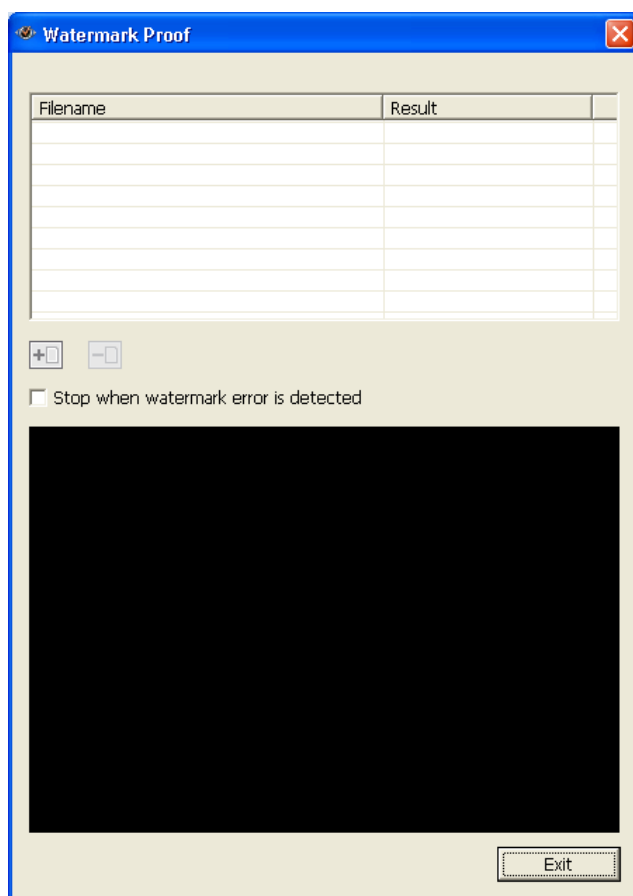 Watermark Proof
Filename Result
Stop when watermark error is detected
Exit